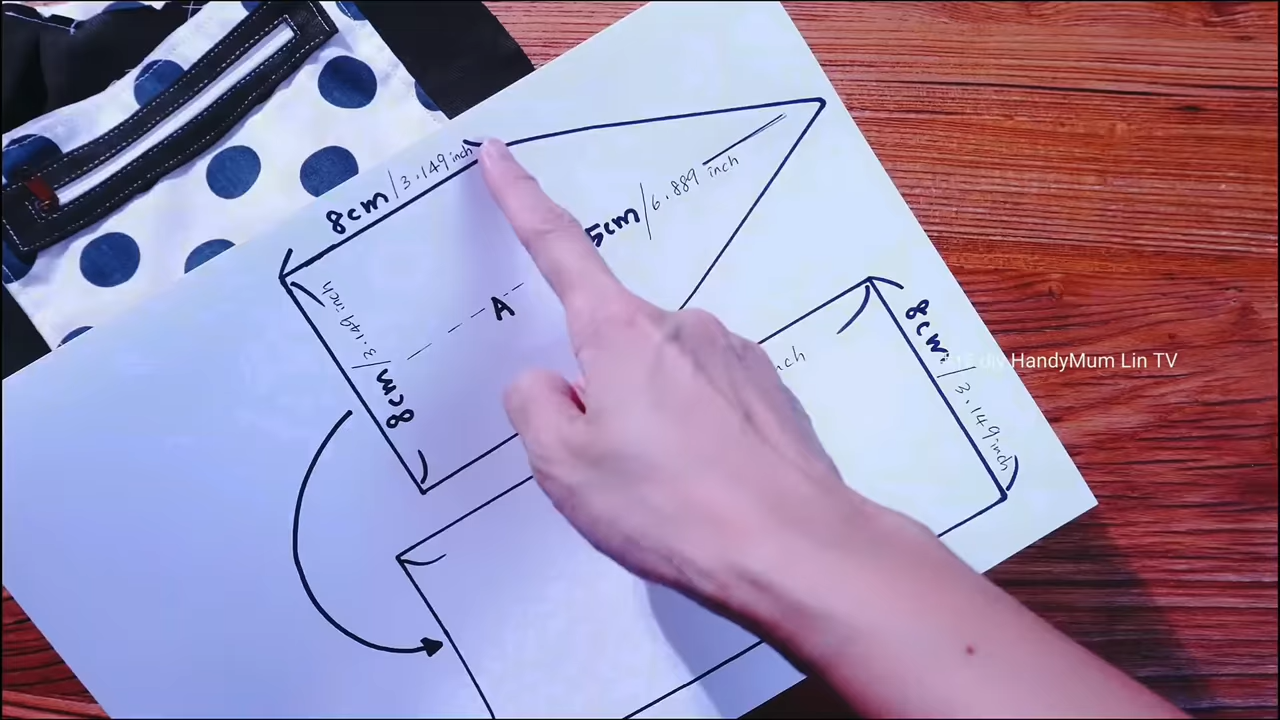 8cm/3.149 inch
5cm/6.889 inch
8cm/3.149 inch
A
inch
8cm/3.149 inch
HandyMum Lin TV